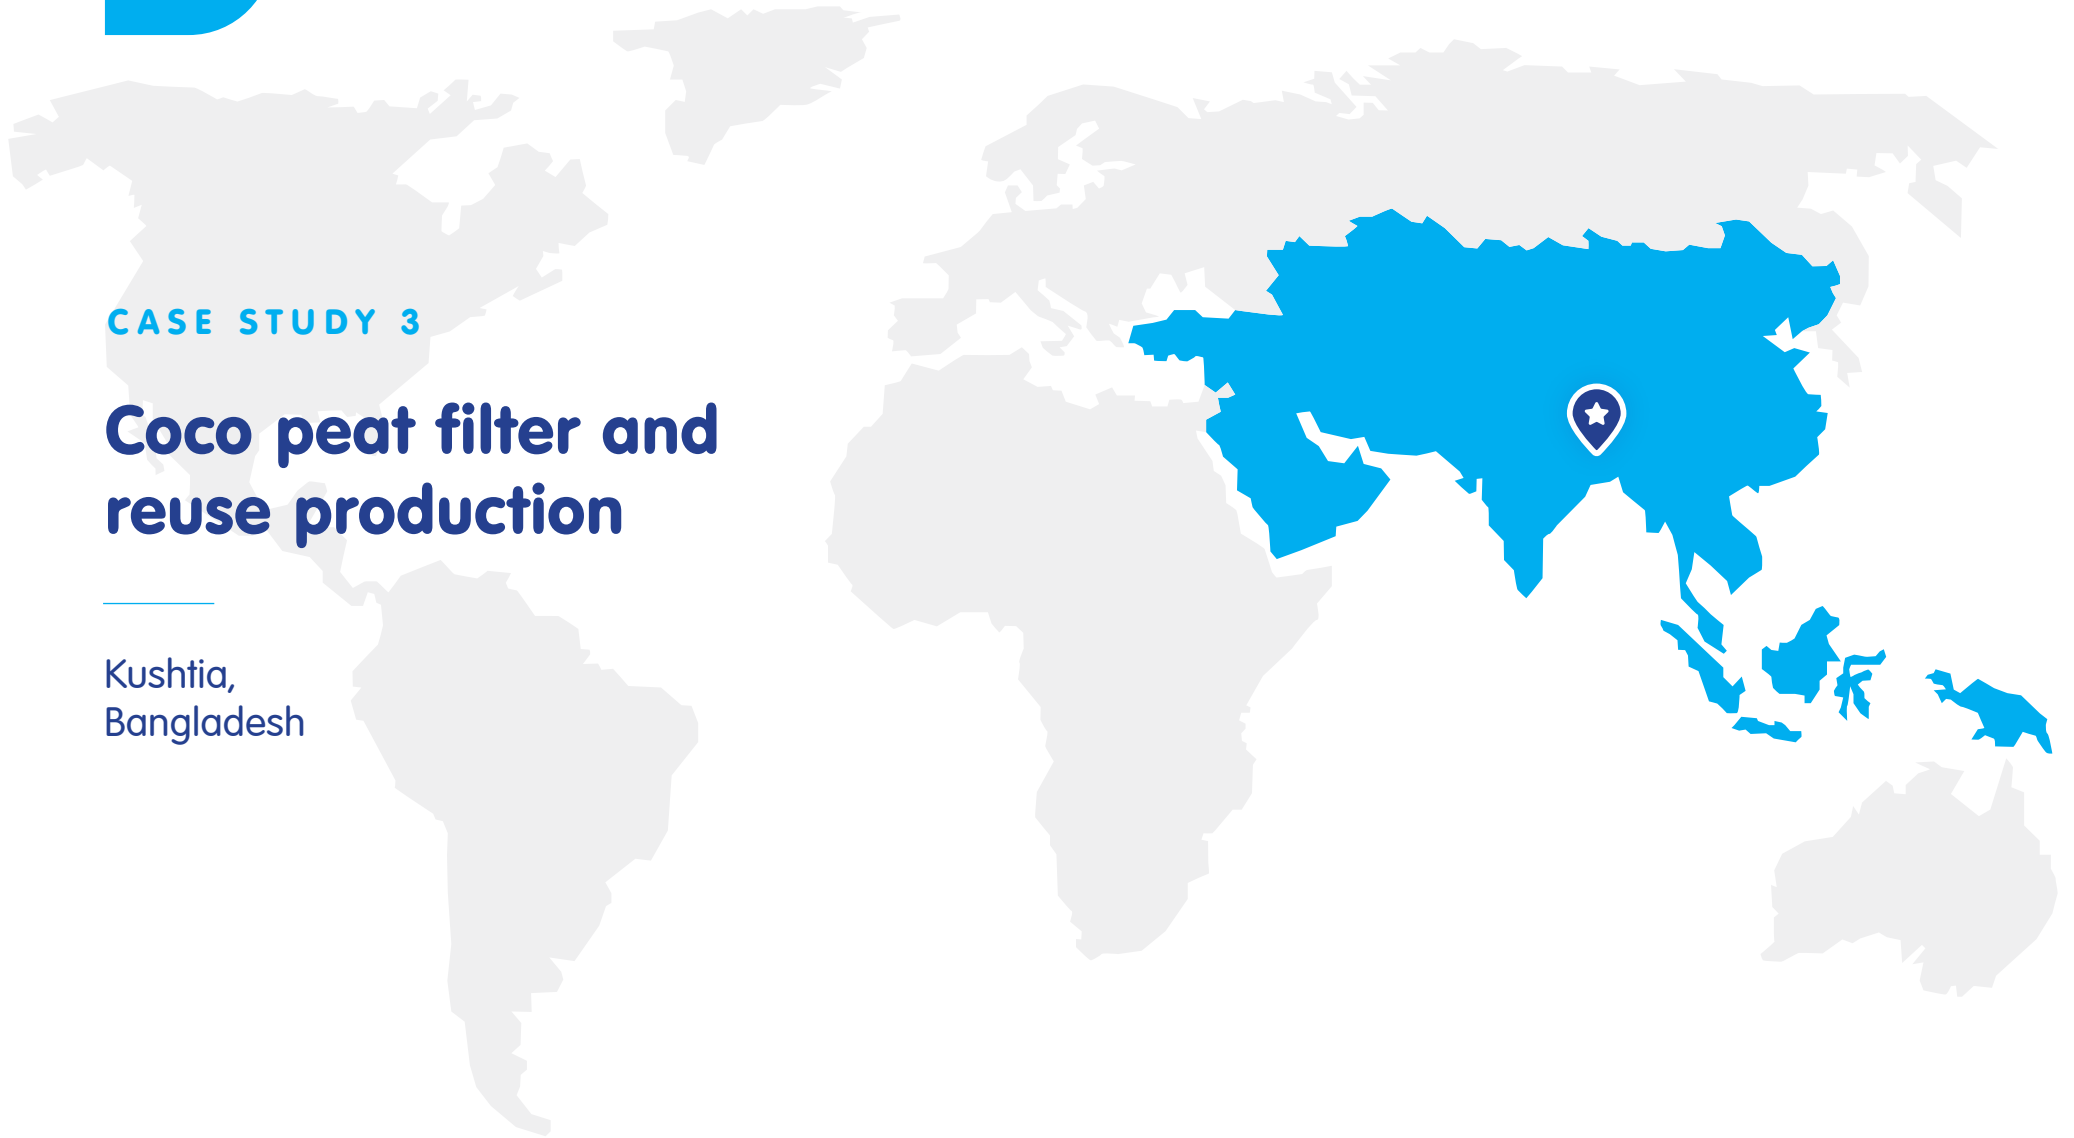 CASE STUDY 3
Coco peat filter and
reuse production
Kushtia,
Bangladesh